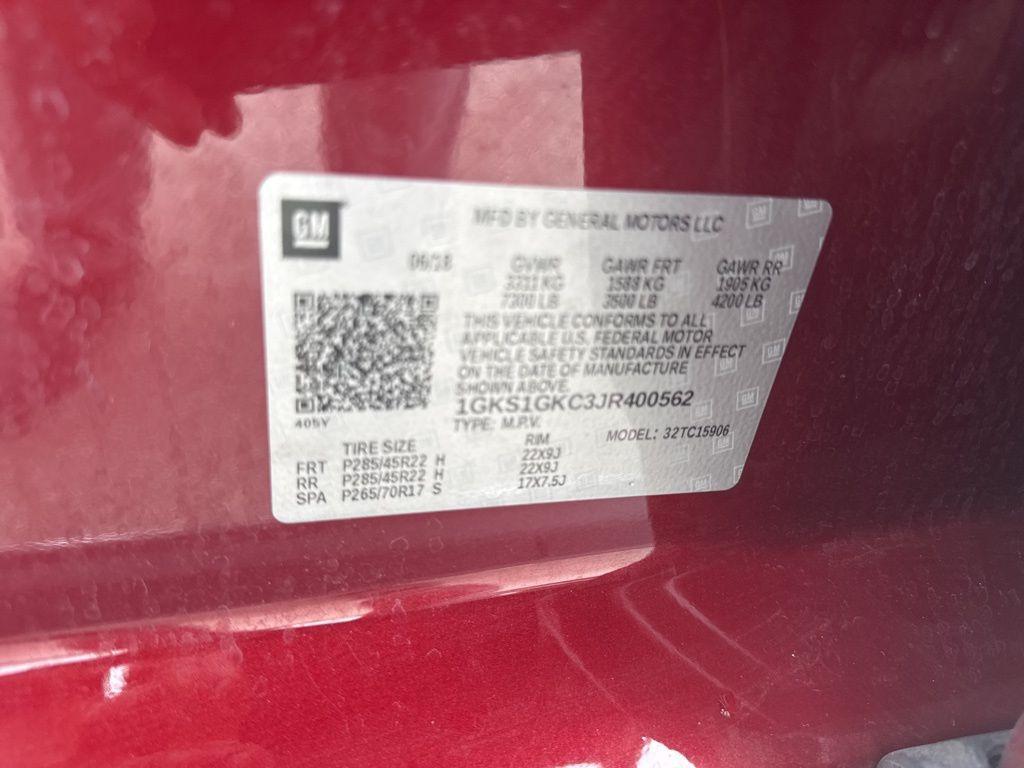 GM
MFD BY GENERAL MOTORS LLC
06/18 GVWR GAWR FRT GAWR RR
3311 KG 1588 KG 1905 KG
7300 LB 3500 LB 4200 LB
THIS VEHICLE CONFORMS TO ALL
APPLICABLE U.S. FEDERAL MOTOR
VEHICLE SAFETY STANDARDS IN EFFECT
ON THE DATE OF MANUFACTURE
SHOWN ABOVE.
1GKS1GKC3JR400562
405Y
TYPE: M.P.V. MODEL: 32TC15906
TIRE SIZE RIM
FRT P285/45R22 H 22X9J
RR P285/45R22 H 22X9J
SPA P265/70R17 S 17X7.5J